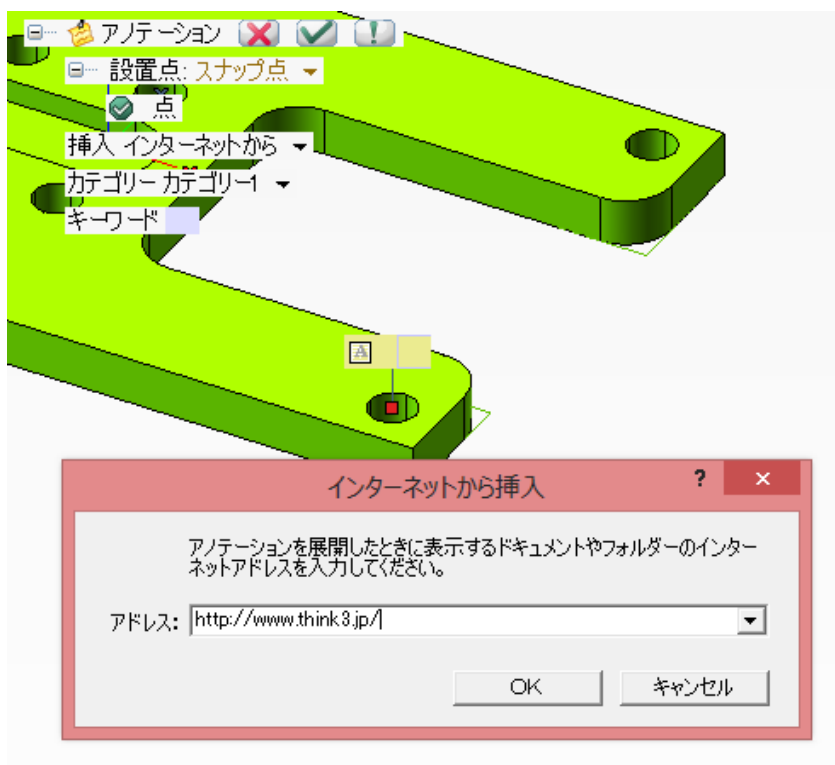 アノテーション
設置点: スナップ点
点
挿入 インターネットから
カテゴリー カテゴリー1
キーワード
A
インターネットから挿入
?
アノテーションを展開したときに表示するドキュメントやフォルダーのインター
ネットアドレスを入力してください。
アドレス: http://www.think3.jp/
OK キャンセル